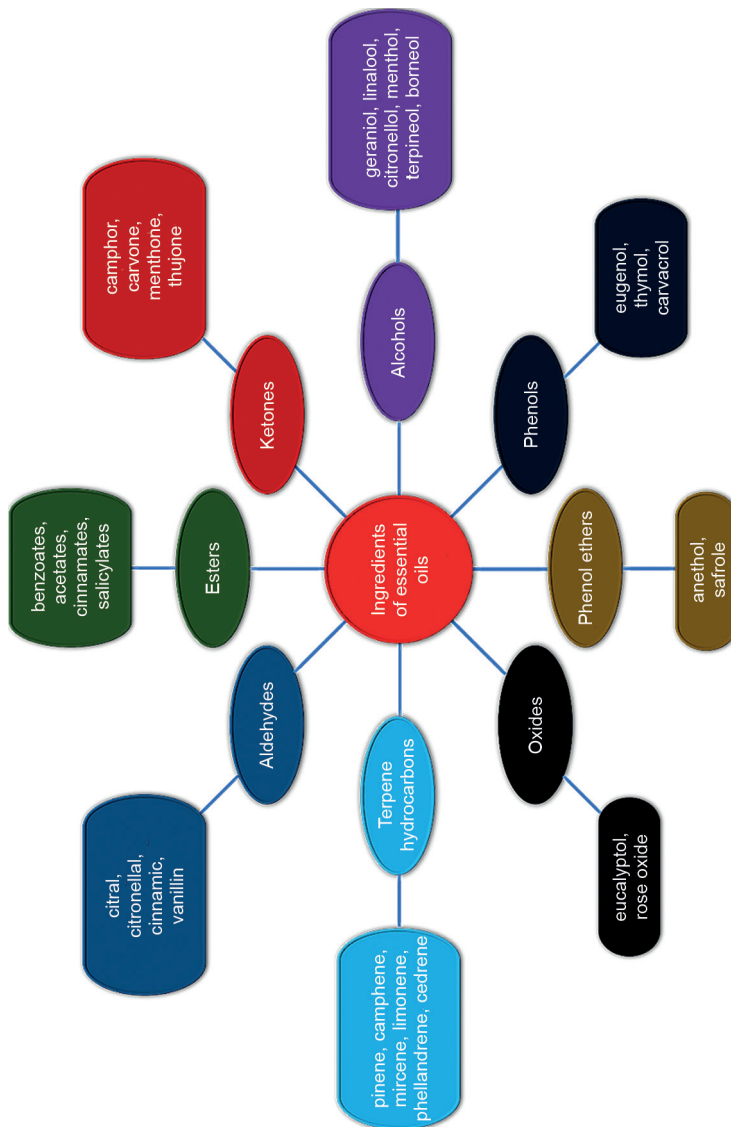 Ingredients
of essential
oils
Esters
benzoates,
acetates,
cinnamates,
salicylates
Ketones
camphor,
carvone,
menthone,
thujone
Alcohols
geraniol, linalool,
citronellol, menthol,
terpineol, borneol
Phenols
eugenol,
thymol,
carvacrol
Phenol ethers
anethol,
safrole
Oxides
eucalyptol,
rose oxide
Terpene
hydrocarbons
pinene, camphene,
mircene, limonene,
phellandrene, cedrene
Aldehydes
citral,
citronellal,
cinnamic,
vanillin